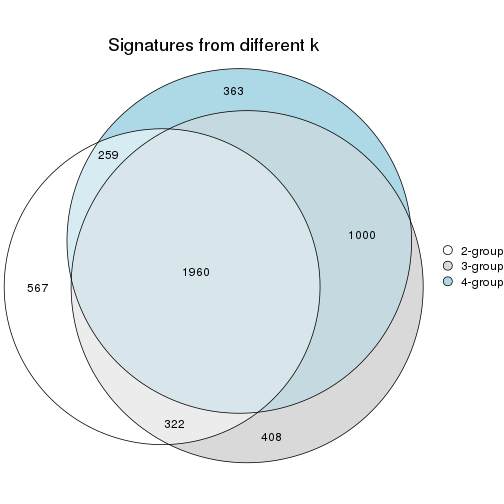 Signatures from different k
363
259
1000
1960
567
322
408
2-group
3-group
4-group